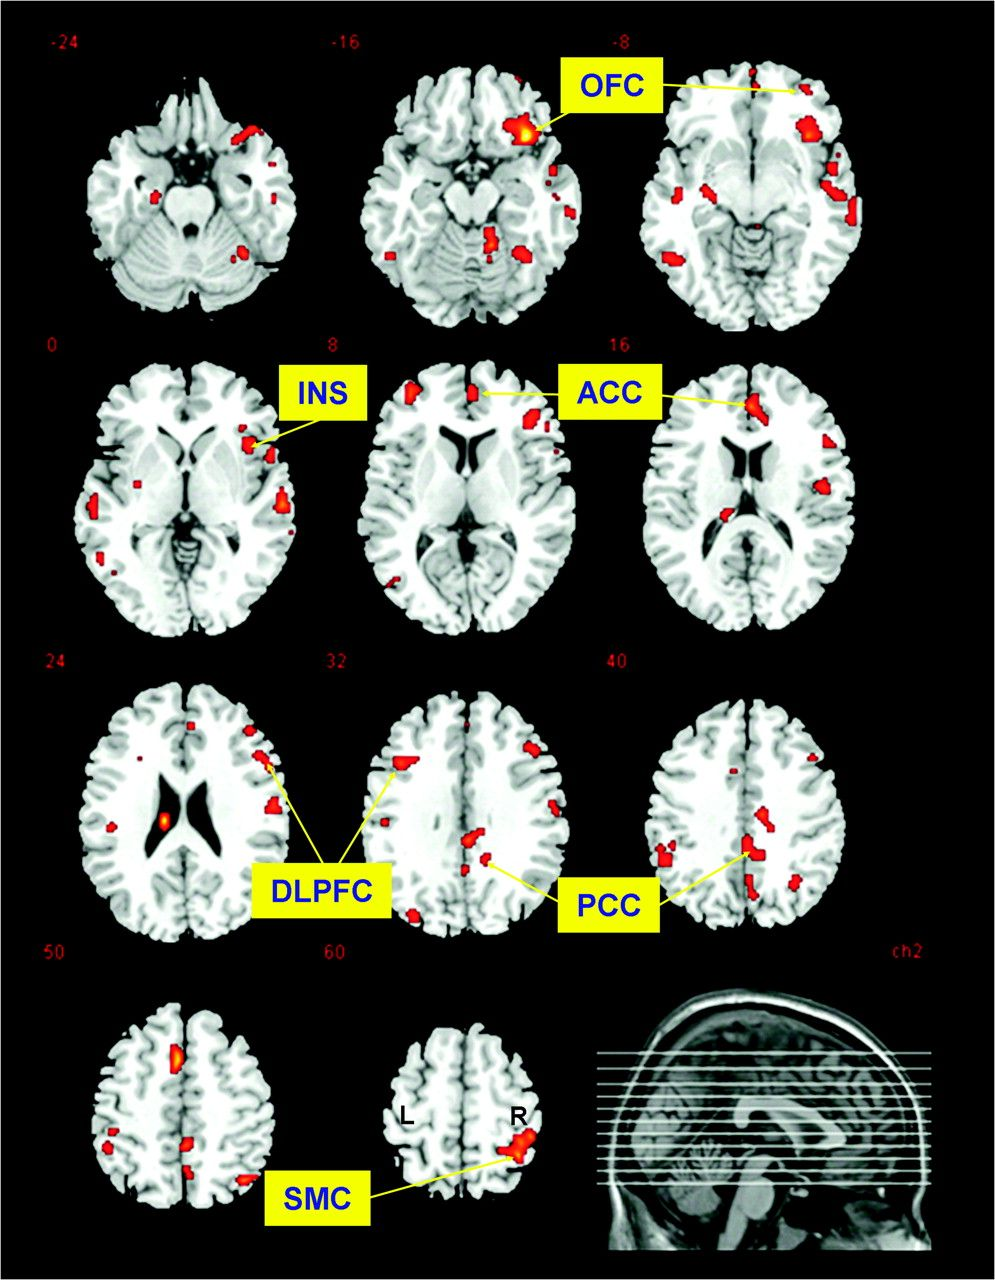 -24 -16 -8
OFC
0 8 16
INS ACC
24 32 40
DLPFC PCC
50 60 ch2
L R
SMC